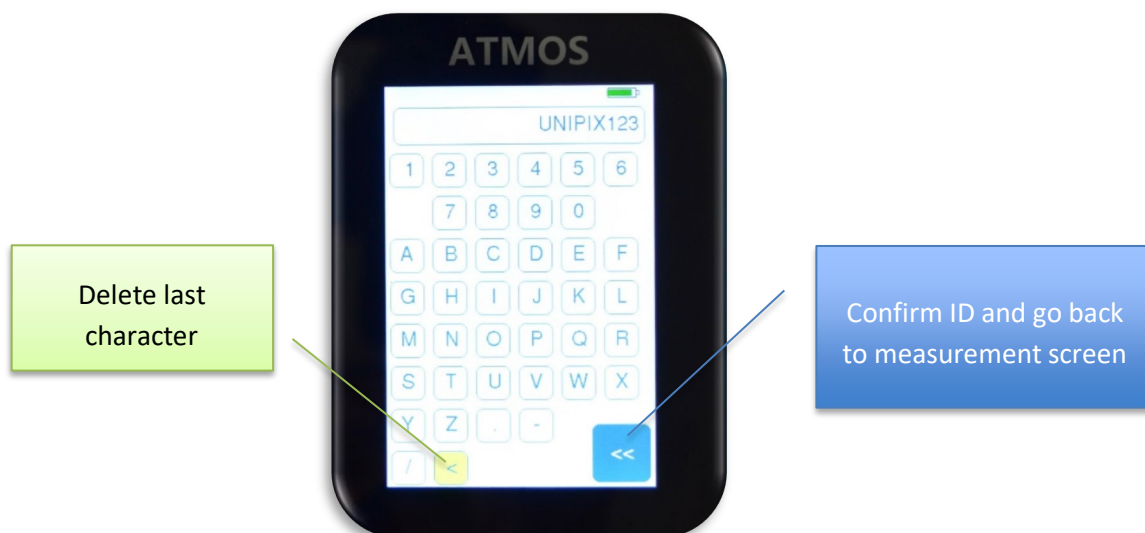 ATMOS
UNIPIX123
1 2 3 4 5 6
7 8 9 0
A B C D E F
G H I J K L
M N O P Q R
S T U V W X
Y Z . -
/ < <<
Delete last
character
Confirm ID and go back
to measurement screen